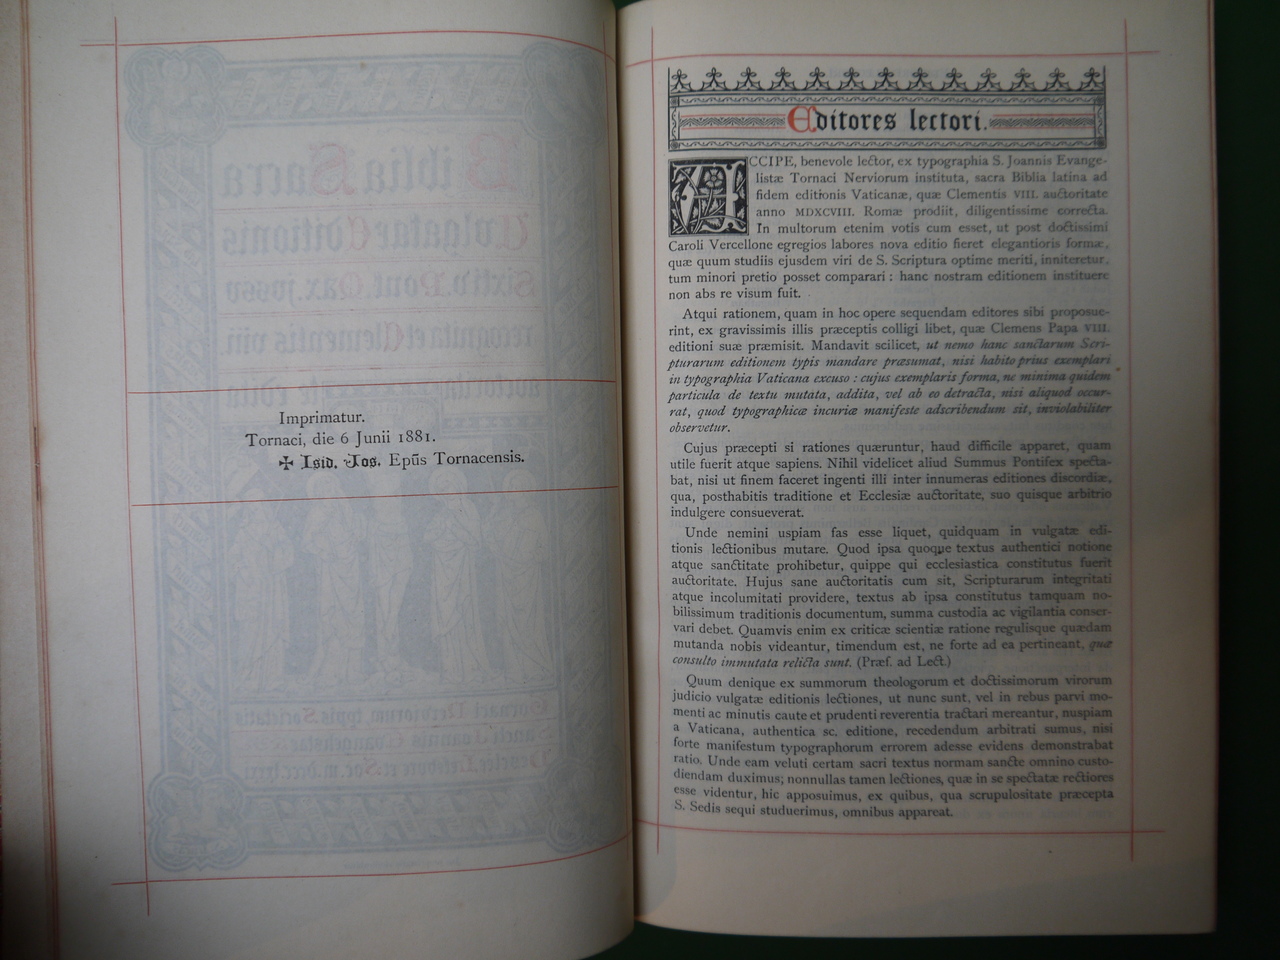 Imprimatur.
Tornaci, die 6 Junii 1881.
✠ Isid. Jos. Epūs Tornacensis.
Editores lectori.
ACCIPE, benevole lector, ex typographia S. Joannis Evange-
listæ Tornaci Nerviorum instituta, sacra Biblia latina ad
fidem editionis Vaticanæ, quæ Clementis VIII. auctoritate
anno MDXCVIII. Romæ prodiit, diligentissime correcta.
In multorum etenim votis cum esset, ut post doctissimi
Caroli Vercellone egregios labores nova editio fieret elegantioris formæ,
quæ quum studiis ejusdem viri de S. Scriptura optime meriti, inniteretur,
tum minori pretio posset comparari : hanc nostram editionem instituere
non abs re visum fuit.
Atqui rationem, quam in hoc opere sequendam editores sibi proposue-
rint, ex gravissimis illis præceptis colligi libet, quæ Clemens Papa VIII.
editioni suæ præmisit. Mandavit scilicet, ut nemo hanc sanctarum Scri-
pturarum editionem typis mandare præsumat, nisi habito prius exemplari
in typographia Vaticana excuso : cujus exemplaris forma, ne minima quidem
particula de textu mutata, addita, vel ab eo detracta, nisi aliquod occur-
rat, quod typographicæ incuriæ manifeste adscribendum sit, inviolabiliter
observetur.
Cujus præcepti si rationes quæruntur, haud difficile apparet, quam
utile fuerit atque sapiens. Nihil videlicet aliud Summus Pontifex specta-
bat, nisi ut finem faceret ingenti illi inter innumeras editiones discordiæ,
qua, posthabitis traditione et Ecclesiæ auctoritate, suo quisque arbitrio
indulgere consueverat.
Unde nemini uspiam fas esse liquet, quidquam in vulgatæ edi-
tionis lectionibus mutare. Quod ipsa quoque textus authentici notione
atque sanctitate prohibetur, quippe qui ecclesiastica constitutus fuerit
auctoritate. Hujus sane auctoritatis cum sit, Scripturarum integritati
atque incolumitati providere, textus ab ipsa constitutus tamquam no-
bilissimum traditionis documentum, summa custodia ac vigilantia conser-
vari debet. Quamvis enim ex criticæ scientiæ ratione regulisque quædam
mutanda nobis videantur, timendum est, ne forte ad ea pertineant, quæ
consulto immutata relicta sunt. (Præf. ad Lect.)
Quum denique ex summorum theologorum et doctissimorum virorum
judicio vulgatæ editionis lectiones, ut nunc sunt, vel in rebus parvi mo-
menti ac minutis caute et prudenti reverentia tractari mereantur, nuspiam
a Vaticana, authentica sc. editione, recedendum arbitrati sumus, nisi
forte manifestum typographorum errorem adesse evidens demonstrabat
ratio. Unde eam veluti certam sacri textus normam sancte omnino custo-
diendam duximus; nonnullas tamen lectiones, quæ in se spectatæ rectiores
esse videntur, hic apposuimus, ex quibus, qua scrupulositate præcepta
S. Sedis sequi studuerimus, omnibus appareat.